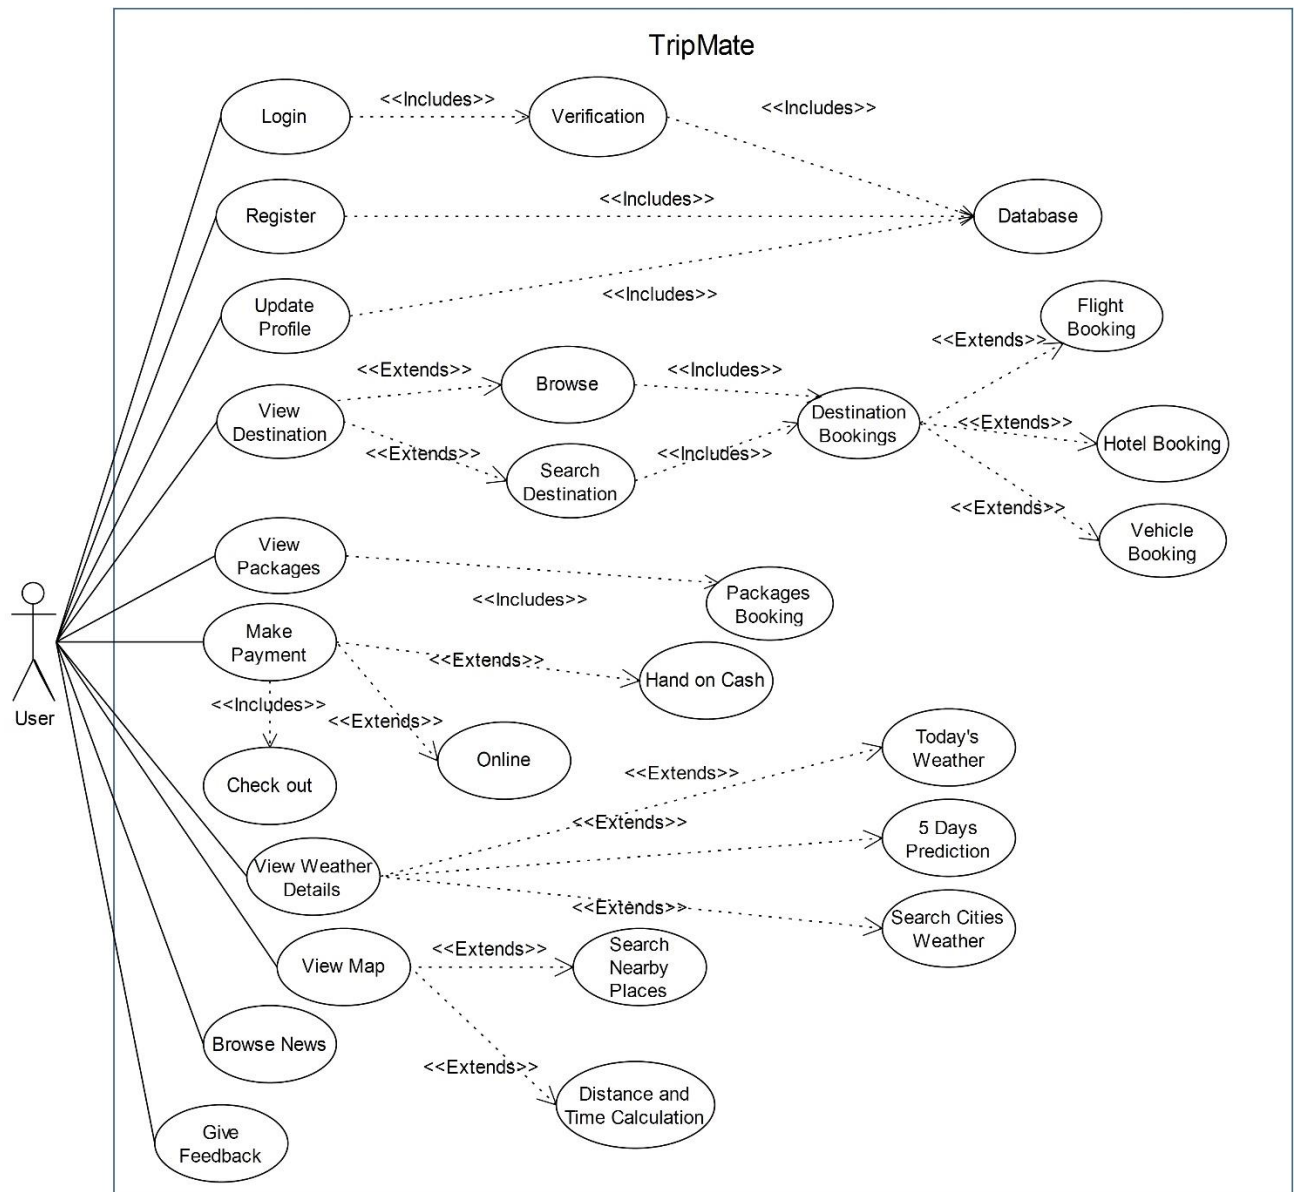 TripMate
Login
<<Includes>>
Verification
<<Includes>>
Register
<<Includes>>
Database
Update
Profile
<<Includes>>
Flight
Booking
View
Destination
<<Extends>>
Browse
<<Includes>>
Destination
Bookings
<<Extends>>
<<Extends>>
Hotel Booking
<<Extends>>
Search
Destination
<<Includes>>
<<Extends>>
Vehicle
Booking
View
Packages
<<Includes>>
Packages
Booking
User
Make
Payment
<<Extends>>
Hand on Cash
<<Includes>>
<<Extends>>
Online
Check out
<<Extends>>
Today's
Weather
<<Extends>>
5 Days
Prediction
View Weather
Details
<<Extends>>
Search Cities
Weather
View Map
<<Extends>>
Search
Nearby
Places
Browse News
<<Extends>>
Distance and
Time Calculation
Give
Feedback